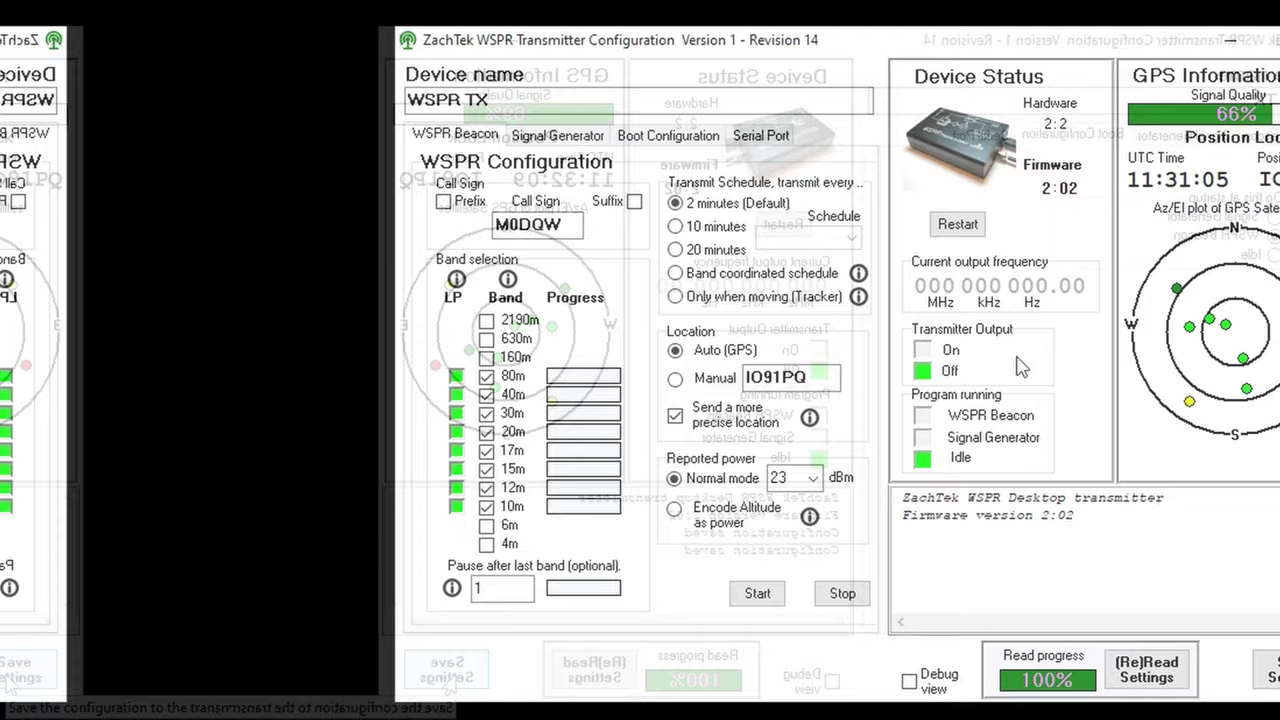 ZachTek WSPR Transmitter Configuration Version 1 - Revision 14
Device name
WSPR TX
WSPR Beacon
Signal Generator
Boot Configuration
Serial Port
WSPR Configuration
Call Sign
Prefix
Call Sign
Suffix
M0DQW
Band selection
LP
Band
Progress
2190m
630m
160m
80m
40m
30m
20m
17m
15m
12m
10m
6m
4m
Pause after last band (optional).
1
Transmit Schedule, transmit every ..
2 minutes (Default)
Schedule
10 minutes
20 minutes
Band coordinated schedule
Only when moving (Tracker)
Location
Auto (GPS)
Manual
IO91PQ
Send a more
precise location
Reported power
Normal mode
23
dBm
Encode Altitude
as power
Start
Stop
Device Status
Hardware
2:2
Firmware
2:02
Restart
Current output frequency
000 000 000.00
MHz kHz Hz
Transmitter Output
On
Off
Program running
WSPR Beacon
Signal Generator
Idle
GPS Information
Signal Quality
66%
Position Lo
UTC Time
Pos
11:31:05
IO
Az/El plot of GPS Sate
N
W
S
ZachTek WSPR Desktop transmitter
Firmware version 2:02
Debug
view
Read progress
100%
(Re)Read
Settings